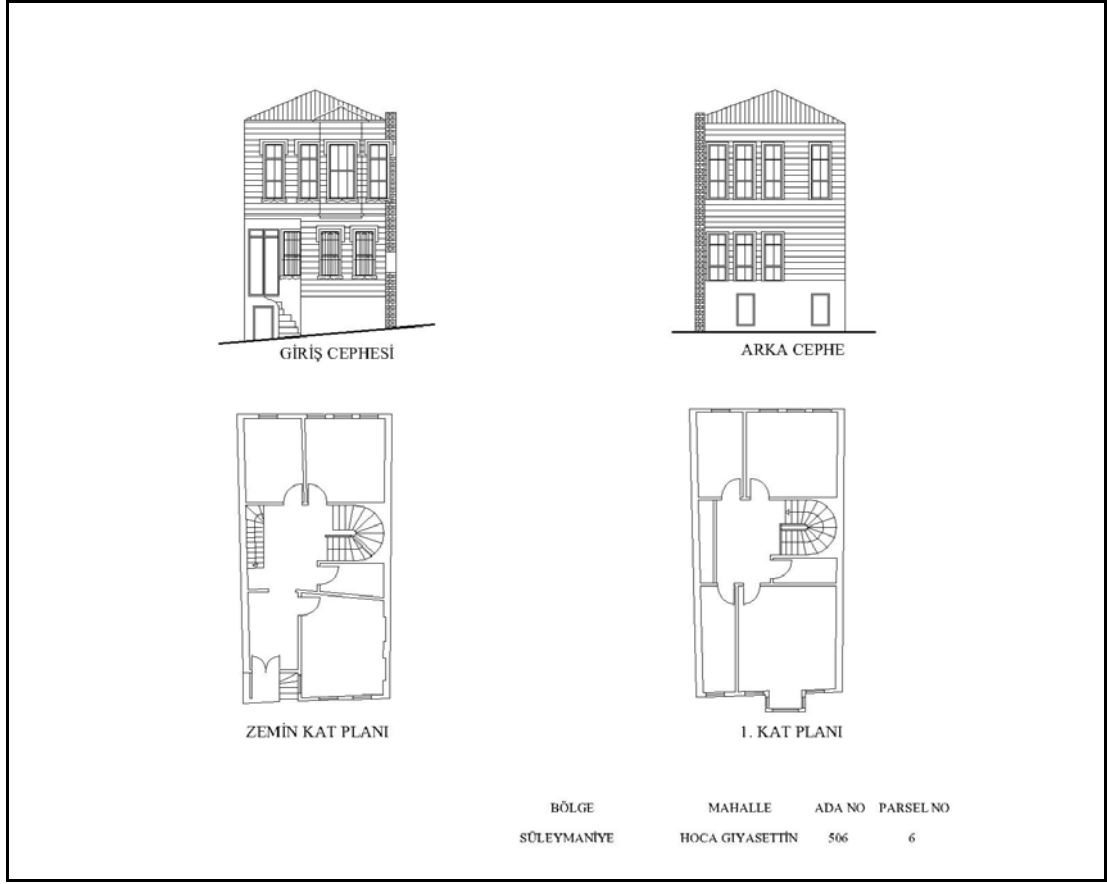 GİRİŞ CEPHESİ
ARKA CEPHE
ZEMİN KAT PLANI
1. KAT PLANI
BÖLGE MAHALLE ADA NO PARSEL NO
SÜLEYMANİYE HOCA GIYASETTİN 506 6